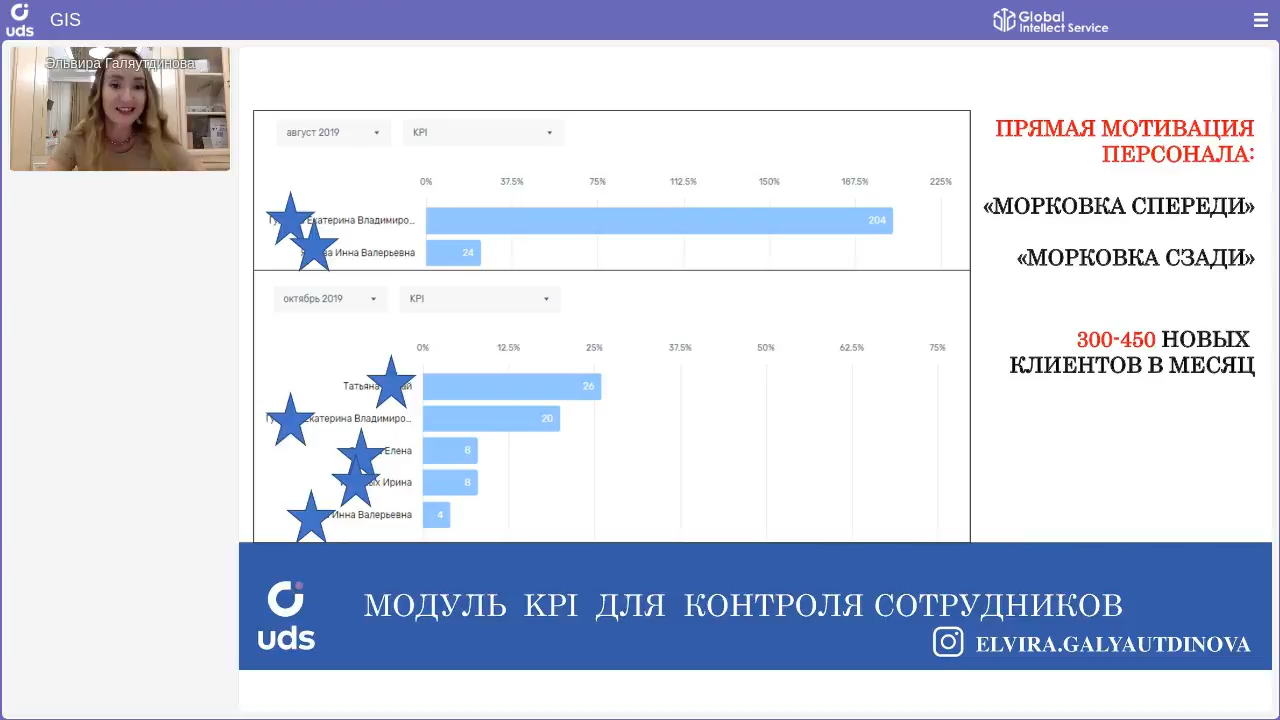 uds
GIS
Global
Intellect Service
Эльвира Галяутдинова
август 2019
KPI
0%
37.5%
75%
112.5%
150%
187.5%
225%
Екатерина Владимиро...
204
Инна Валерьевна
24
октябрь 2019
KPI
0%
12.5%
25%
37.5%
50%
62.5%
75%
Татьяна
26
Екатерина Владимиро...
20
Елена
8
Ирина
8
Инна Валерьевна
4
ПРЯМАЯ МОТИВАЦИЯ
ПЕРСОНАЛА:
«МОРКОВКА СПЕРЕДИ»
«МОРКОВКА СЗАДИ»
300-450 НОВЫХ
КЛИЕНТОВ В МЕСЯЦ
uds
МОДУЛЬ KPI ДЛЯ КОНТРОЛЯ СОТРУДНИКОВ
ELVIRA.GALYAUTDINOVA